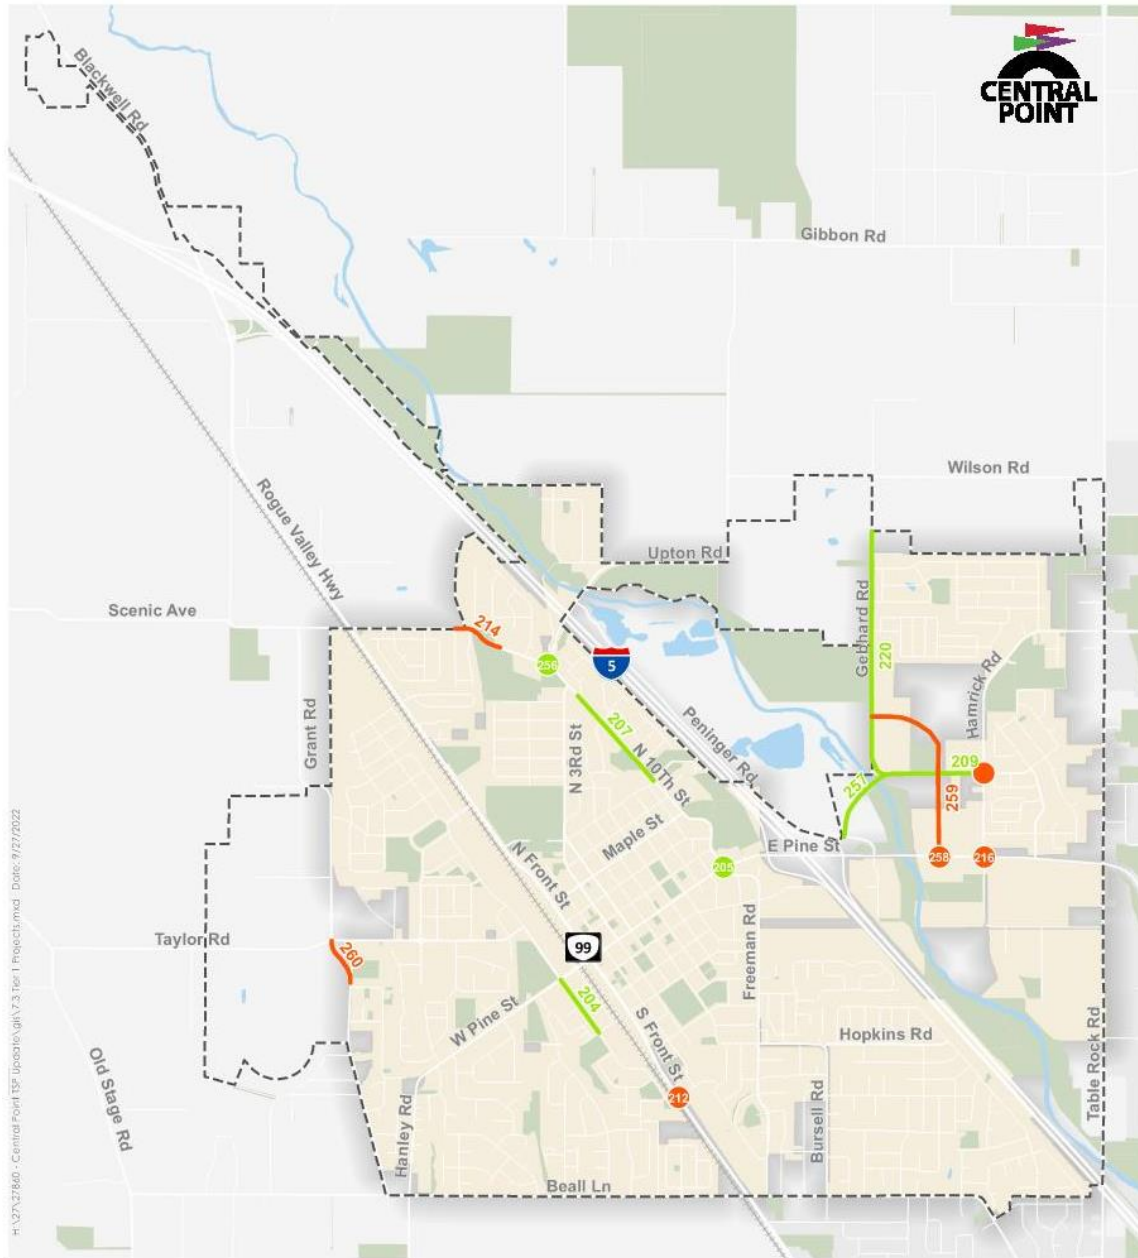 CENTRAL
POINT
Blackwell Rd
Gibbon Rd
Wilson Rd
Rogue Valley Hwy
Upton Rd
Scenic Ave
214
256
5
Gebhard Rd
220
Hamrick Rd
Grant Rd
207
N 3Rd St
N 10Th St
Peninger Rd
209
257
259
Maple St
E Pine St
258
216
N Front St
205
99
Taylor Rd
260
Freeman Rd
204
W Pine St
S Front St
Hopkins Rd
Table Rock Rd
Old Stage Rd
212
Hanley Rd
Bursell Rd
Beall Ln